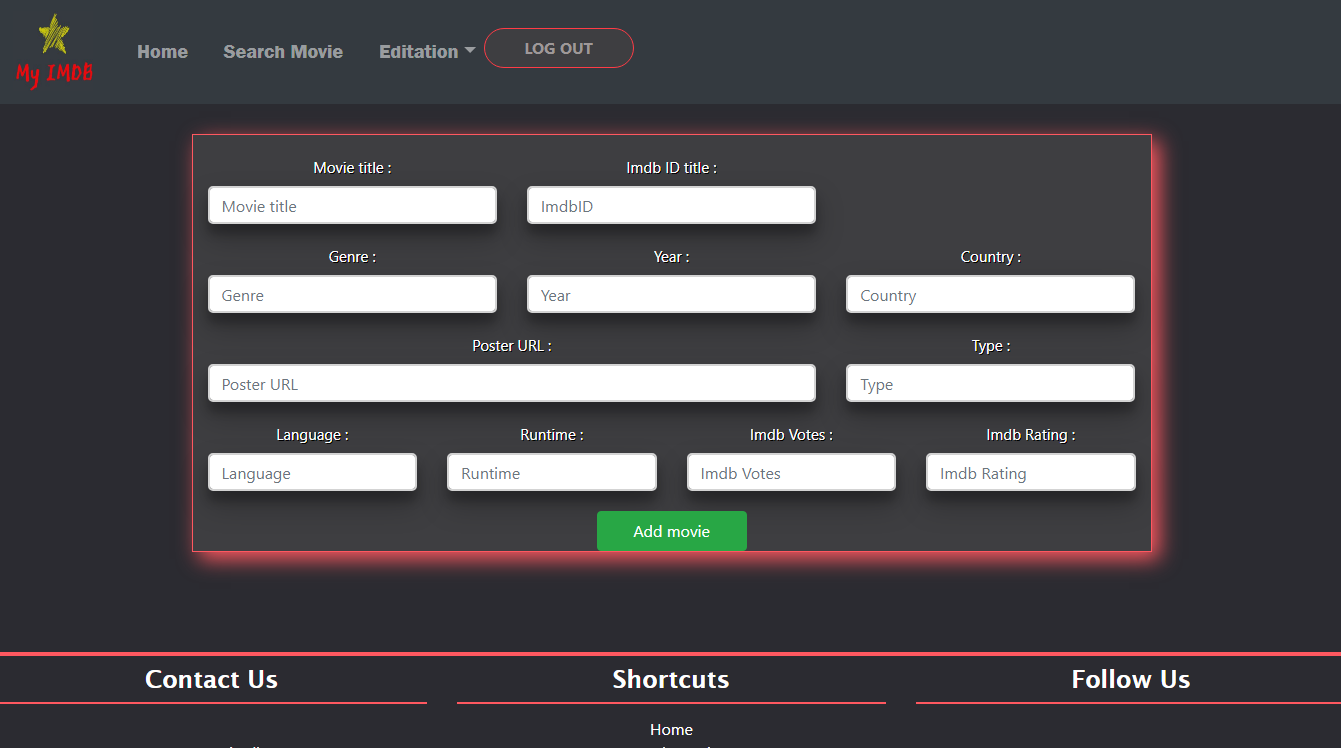 My IMDB
Home Search Movie Editation LOG OUT
Movie title : Imdb ID title :
Movie title ImdbID
Genre : Year : Country :
Genre Year Country
Poster URL : Type :
Poster URL Type
Language : Runtime : Imdb Votes : Imdb Rating :
Language Runtime Imdb Votes Imdb Rating
Add movie
Contact Us Shortcuts Follow Us
Home